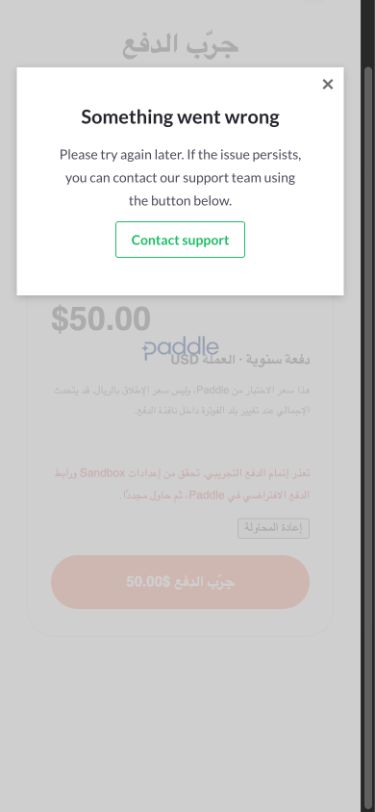 جرّب الدفع
Something went wrong
Please try again later. If the issue persists,
you can contact our support team using
the button below.
Contact support
$50.00
paddle
دفعة سنوية · العملة USD
هذا سعر الاختبار من Paddle، وليس سعر الإطلاق بالريال. قد يتحدث
الإجمالي عند تغيير بلد الفوترة داخل نافذة الدفع.
تعذر إتمام الدفع التجريبي. تحقق من إعدادات Sandbox ورابط
الدفع الافتراضي في Paddle، ثم حاول مجددًا.
إعادة المحاولة
جرّب الدفع $50.00